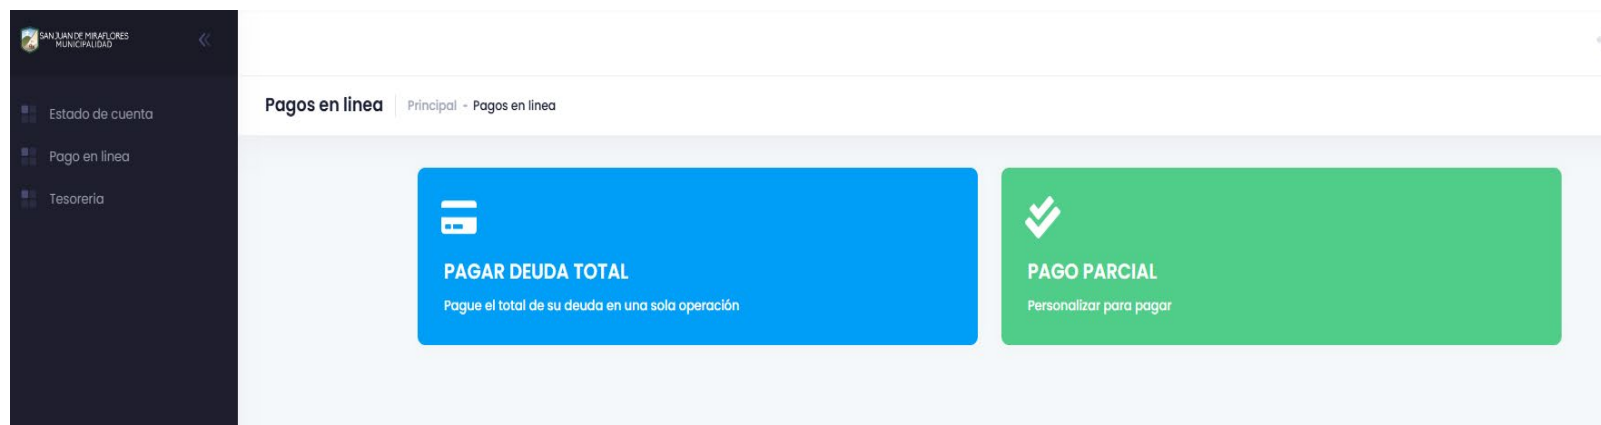 SAN JUAN DE MIRAFLORES
MUNICIPALIDAD
Estado de cuenta
Pago en linea
Tesoreria
Pagos en linea
Principal - Pagos en linea
PAGAR DEUDA TOTAL
Pague el total de su deuda en una sola operación
PAGO PARCIAL
Personalizar para pagar